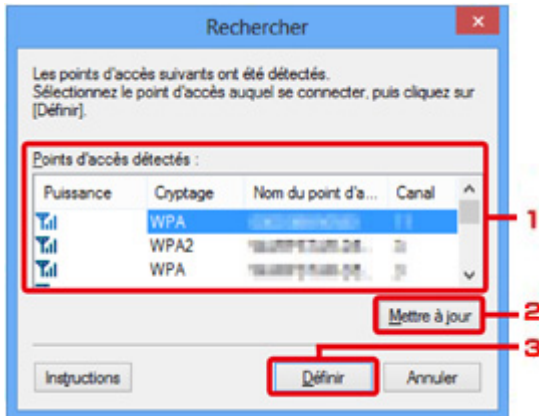 Rechercher
Les points d'accès suivants ont été détectés.
Sélectionnez le point d'accès auquel se connecter, puis cliquez sur
[Définir].
Points d'accès détectés :
Puissance Cryptage Nom du point d'a... Canal
WPA
WPA2
WPA
1
Mettre à jour
2
3
Instructions Définir Annuler